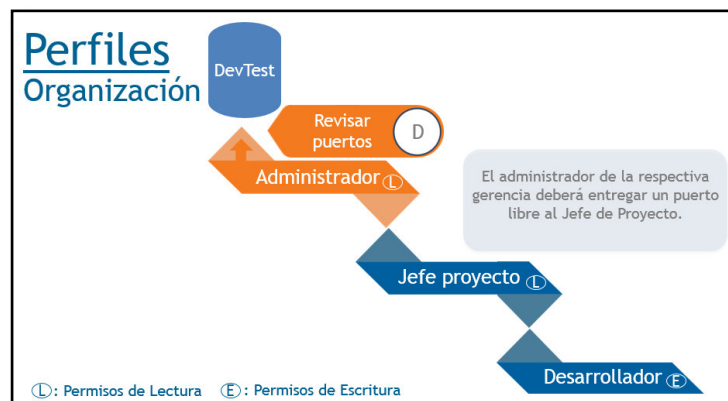 Perfiles
Organización
DevTest
Revisar
puertos
D
Administrador L
El administrador de la respectiva
gerencia deberá entregar un puerto
libre al Jefe de Proyecto.
Jefe proyecto L
Desarrollador E
L: Permisos de Lectura E: Permisos de Escritura